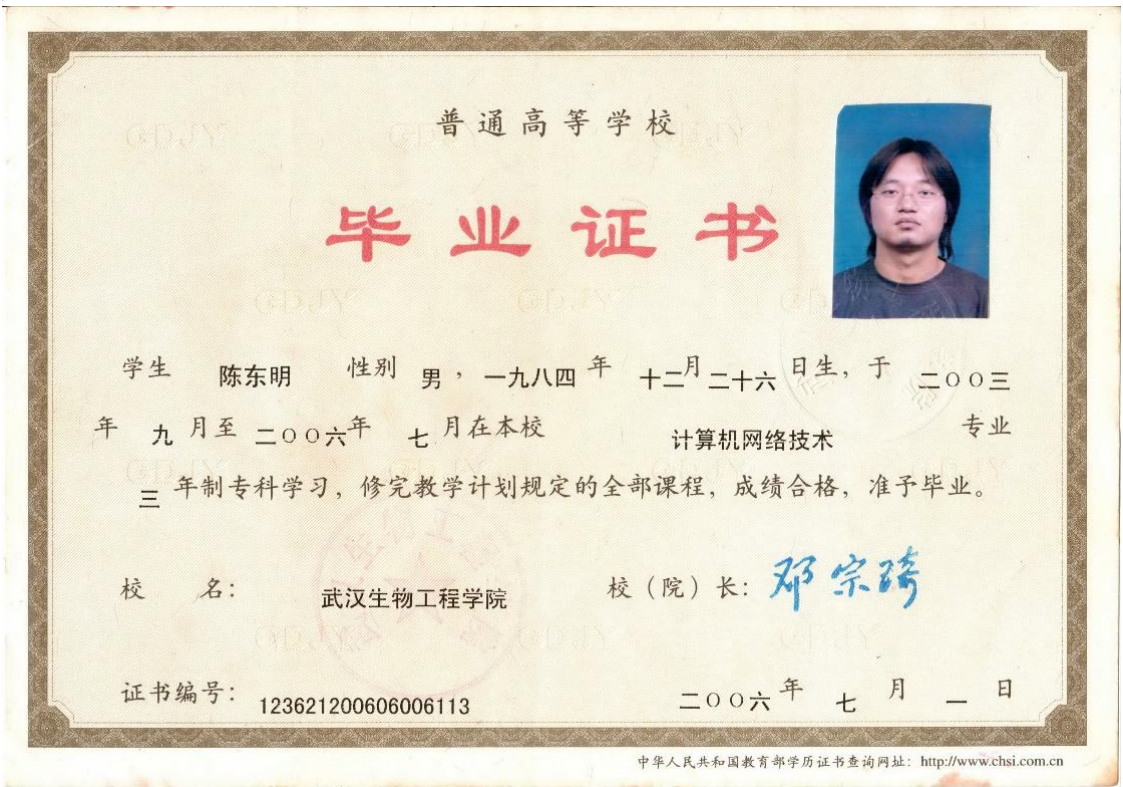 普通高等学校
毕业证书
学生 陈东明 性别 男，一九八四年 十二月二十六日生，于 二〇〇三
年 九 月至 二〇〇六年 七 月在本校 计算机网络技术 专业
三 年制专科学习，修完教学计划规定的全部课程，成绩合格，准予毕业。
校 名： 武汉生物工程学院 校（院）长： 邓宗琦
证书编号： 123621200606006113 二〇〇六年 七 月 一 日
中华人民共和国教育部学历证书查询网址：http://www.chsi.com.cn